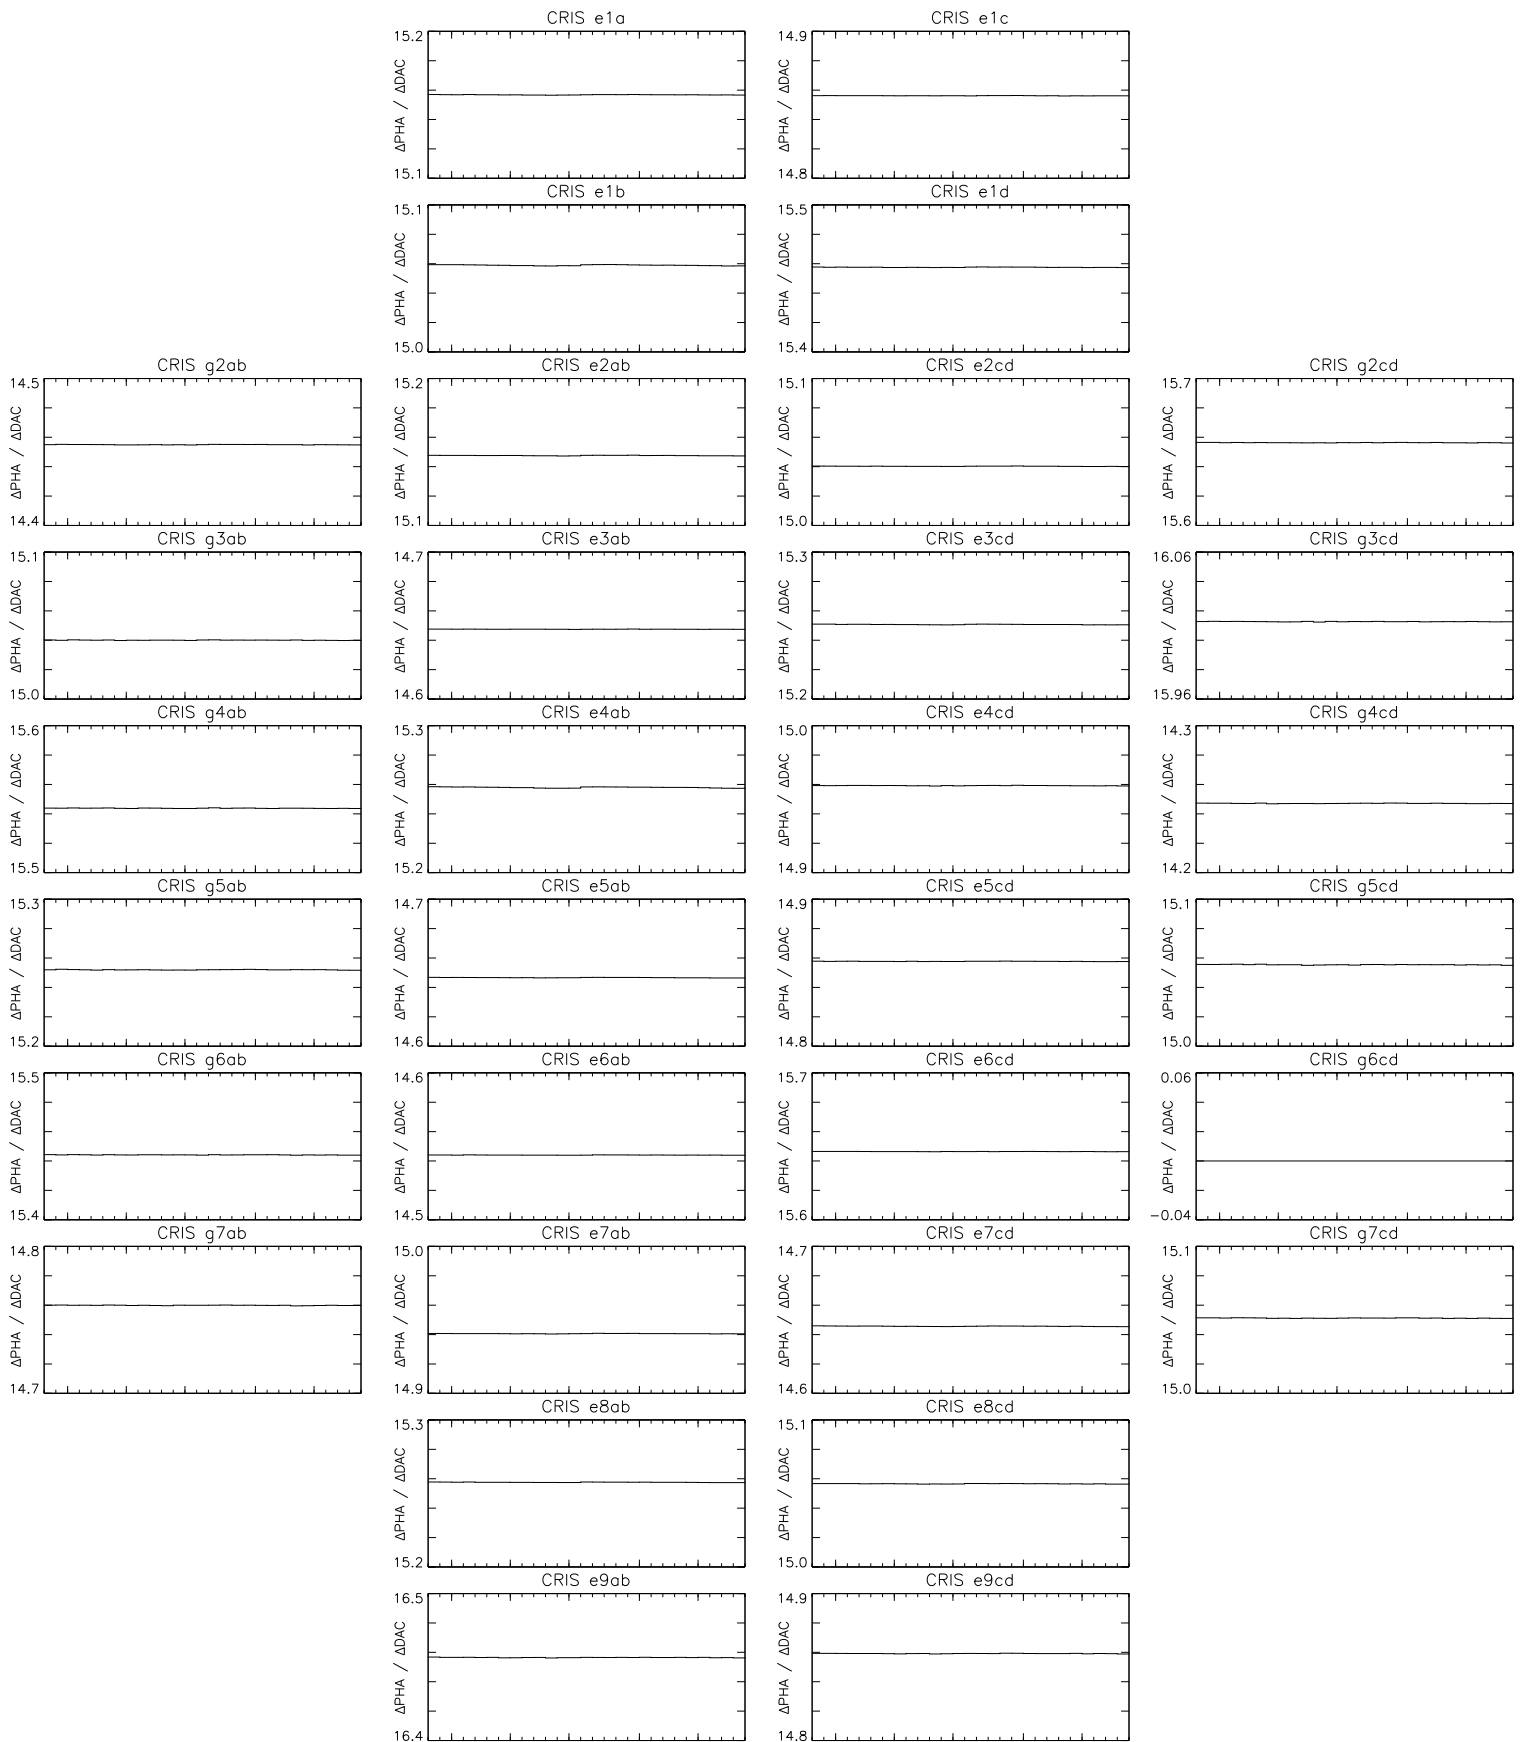 CRIS e1a
15.2
ΔPHA / ΔDAC
15.1
CRIS e1c
14.9
ΔPHA / ΔDAC
14.8
CRIS e1b
15.1
ΔPHA / ΔDAC
15.0
CRIS e1d
15.5
ΔPHA / ΔDAC
15.4
CRIS g2ab
14.5
ΔPHA / ΔDAC
14.4
CRIS e2ab
15.2
ΔPHA / ΔDAC
15.1
CRIS e2cd
15.1
ΔPHA / ΔDAC
15.0
CRIS g2cd
15.7
ΔPHA / ΔDAC
15.6
CRIS g3ab
15.1
ΔPHA / ΔDAC
15.0
CRIS e3ab
14.7
ΔPHA / ΔDAC
14.6
CRIS e3cd
15.3
ΔPHA / ΔDAC
15.2
CRIS g3cd
16.06
ΔPHA / ΔDAC
15.96
CRIS g4ab
15.6
ΔPHA / ΔDAC
15.5
CRIS e4ab
15.3
ΔPHA / ΔDAC
15.2
CRIS e4cd
15.0
ΔPHA / ΔDAC
14.9
CRIS g4cd
14.3
ΔPHA / ΔDAC
14.2
CRIS g5ab
15.3
ΔPHA / ΔDAC
15.2
CRIS e5ab
14.7
ΔPHA / ΔDAC
14.6
CRIS e5cd
14.9
ΔPHA / ΔDAC
14.8
CRIS g5cd
15.1
ΔPHA / ΔDAC
15.0
CRIS g6ab
15.5
ΔPHA / ΔDAC
15.4
CRIS e6ab
14.6
ΔPHA / ΔDAC
14.5
CRIS e6cd
15.7
ΔPHA / ΔDAC
15.6
CRIS g6cd
0.06
ΔPHA / ΔDAC
−0.04
CRIS g7ab
14.8
ΔPHA / ΔDAC
14.7
CRIS e7ab
15.0
ΔPHA / ΔDAC
14.9
CRIS e7cd
14.7
ΔPHA / ΔDAC
14.6
CRIS g7cd
15.1
ΔPHA / ΔDAC
15.0
CRIS e8ab
15.3
ΔPHA / ΔDAC
15.2
CRIS e8cd
15.1
ΔPHA / ΔDAC
15.0
CRIS e9ab
16.5
ΔPHA / ΔDAC
16.4
CRIS e9cd
14.9
ΔPHA / ΔDAC
14.8